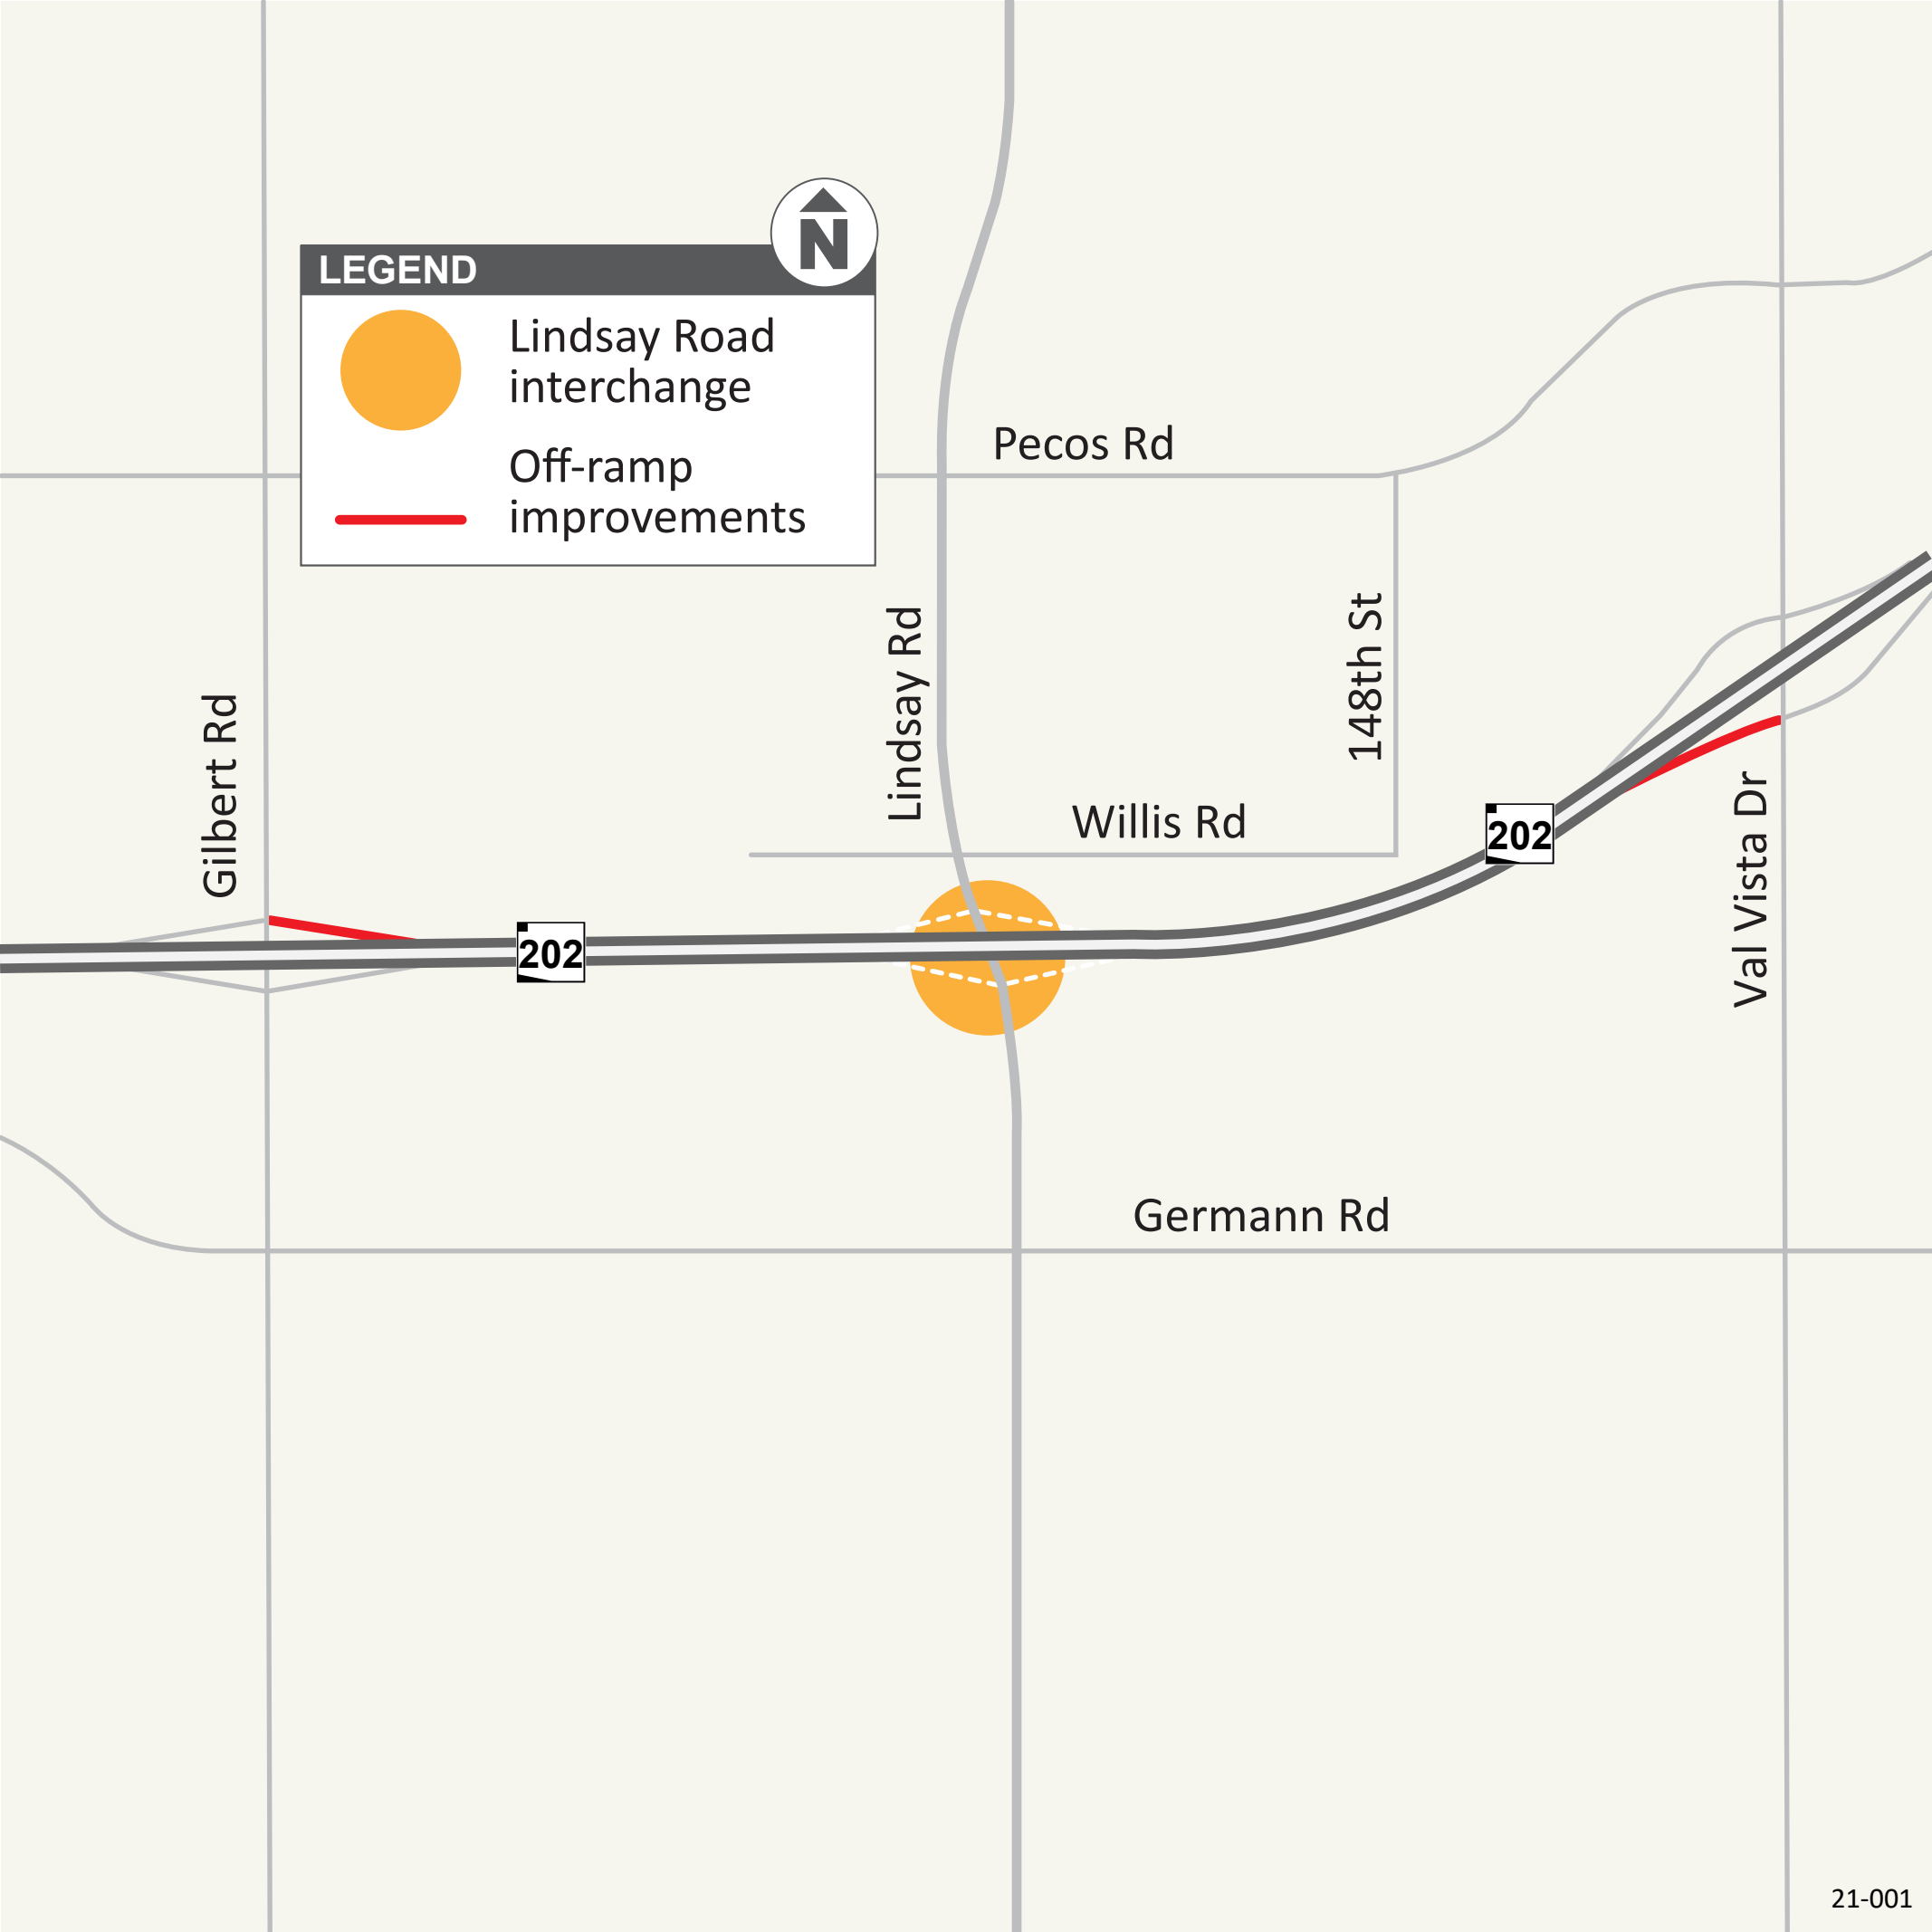 N
LEGEND
Lindsay Road
interchange
Off-ramp
improvements
Pecos Rd
Lindsay Rd
148th St
Gilbert Rd
Willis Rd
Val Vista Dr
202
202
Germann Rd
21-001